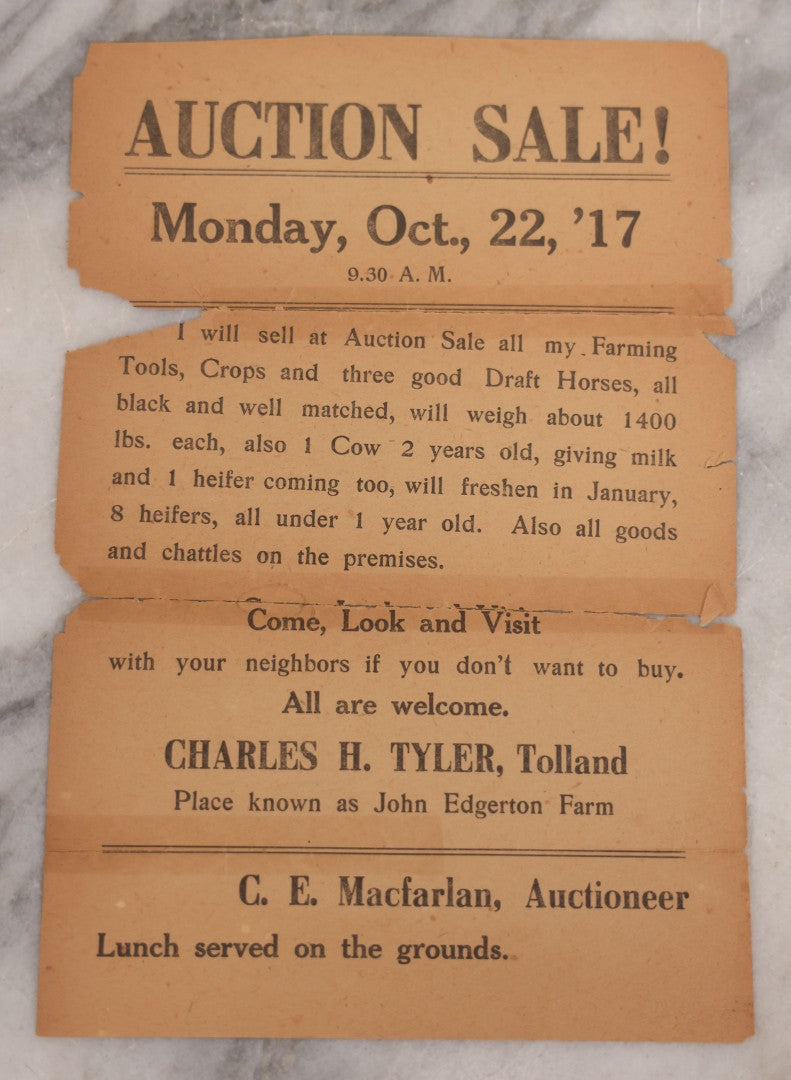 AUCTION SALE!
Monday, Oct., 22, '17
9.30 A. M.
I will sell at Auction Sale all my Farming
Tools, Crops and three good Draft Horses, all
black and well matched, will weigh about 1400
lbs. each, also 1 Cow 2 years old, giving milk
and 1 heifer coming too, will freshen in January,
8 heifers, all under 1 year old. Also all goods
and chattles on the premises.
Come, Look and Visit
with your neighbors if you don't want to buy.
All are welcome.
CHARLES H. TYLER, Tolland
Place known as John Edgerton Farm
C. E. Macfarlan, Auctioneer
Lunch served on the grounds.